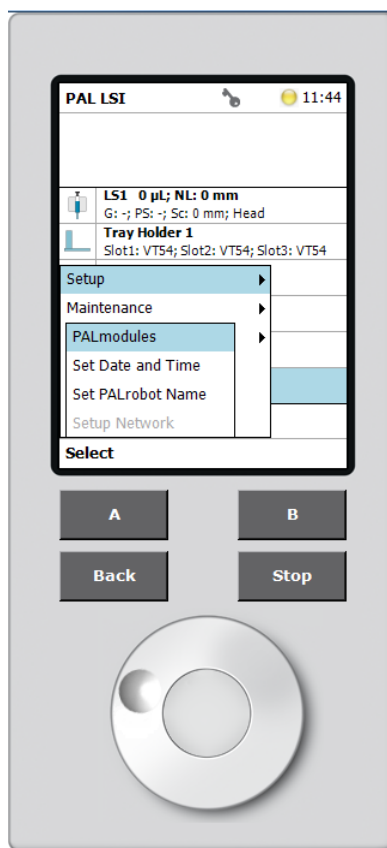 PAL LSI 11:44
LS1 0 µL; NL: 0 mm
G: -; PS: -; Sc: 0 mm; Head
Tray Holder 1
Slot1: VT54; Slot2: VT54; Slot3: VT54
Setup
Maintenance
PALmodules
Set Date and Time
Set PALrobot Name
Setup Network
Select
A B
Back Stop